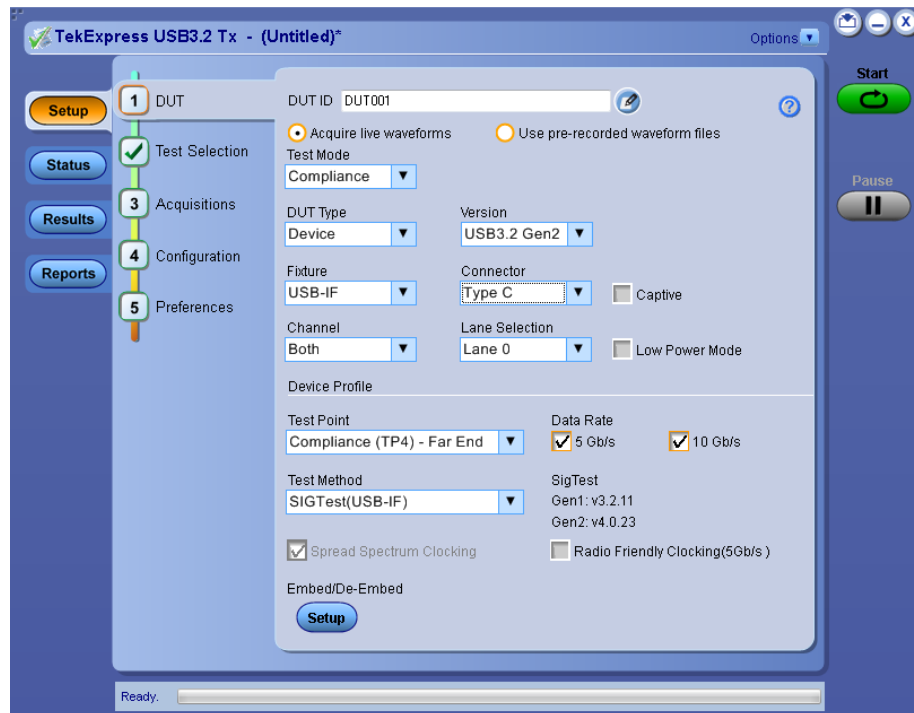 TekExpress USB3.2 Tx - (Untitled)*
Options
Start
Pause
Setup
Status
Results
Reports
1 DUT
Test Selection
3 Acquisitions
4 Configuration
5 Preferences
DUT ID DUT001
?
Acquire live waveforms
Use pre-recorded waveform files
Test Mode
Compliance
DUT Type
Version
Device
USB3.2 Gen2
Fixture
Connector
USB-IF
Type C
Captive
Channel
Lane Selection
Both
Lane 0
Low Power Mode
Device Profile
Test Point
Data Rate
Compliance (TP4) - Far End
5 Gb/s
10 Gb/s
Test Method
SigTest
SIGTest(USB-IF)
Gen1: v3.2.11
Gen2: v4.0.23
Spread Spectrum Clocking
Radio Friendly Clocking(5Gb/s )
Embed/De-Embed
Setup
Ready.